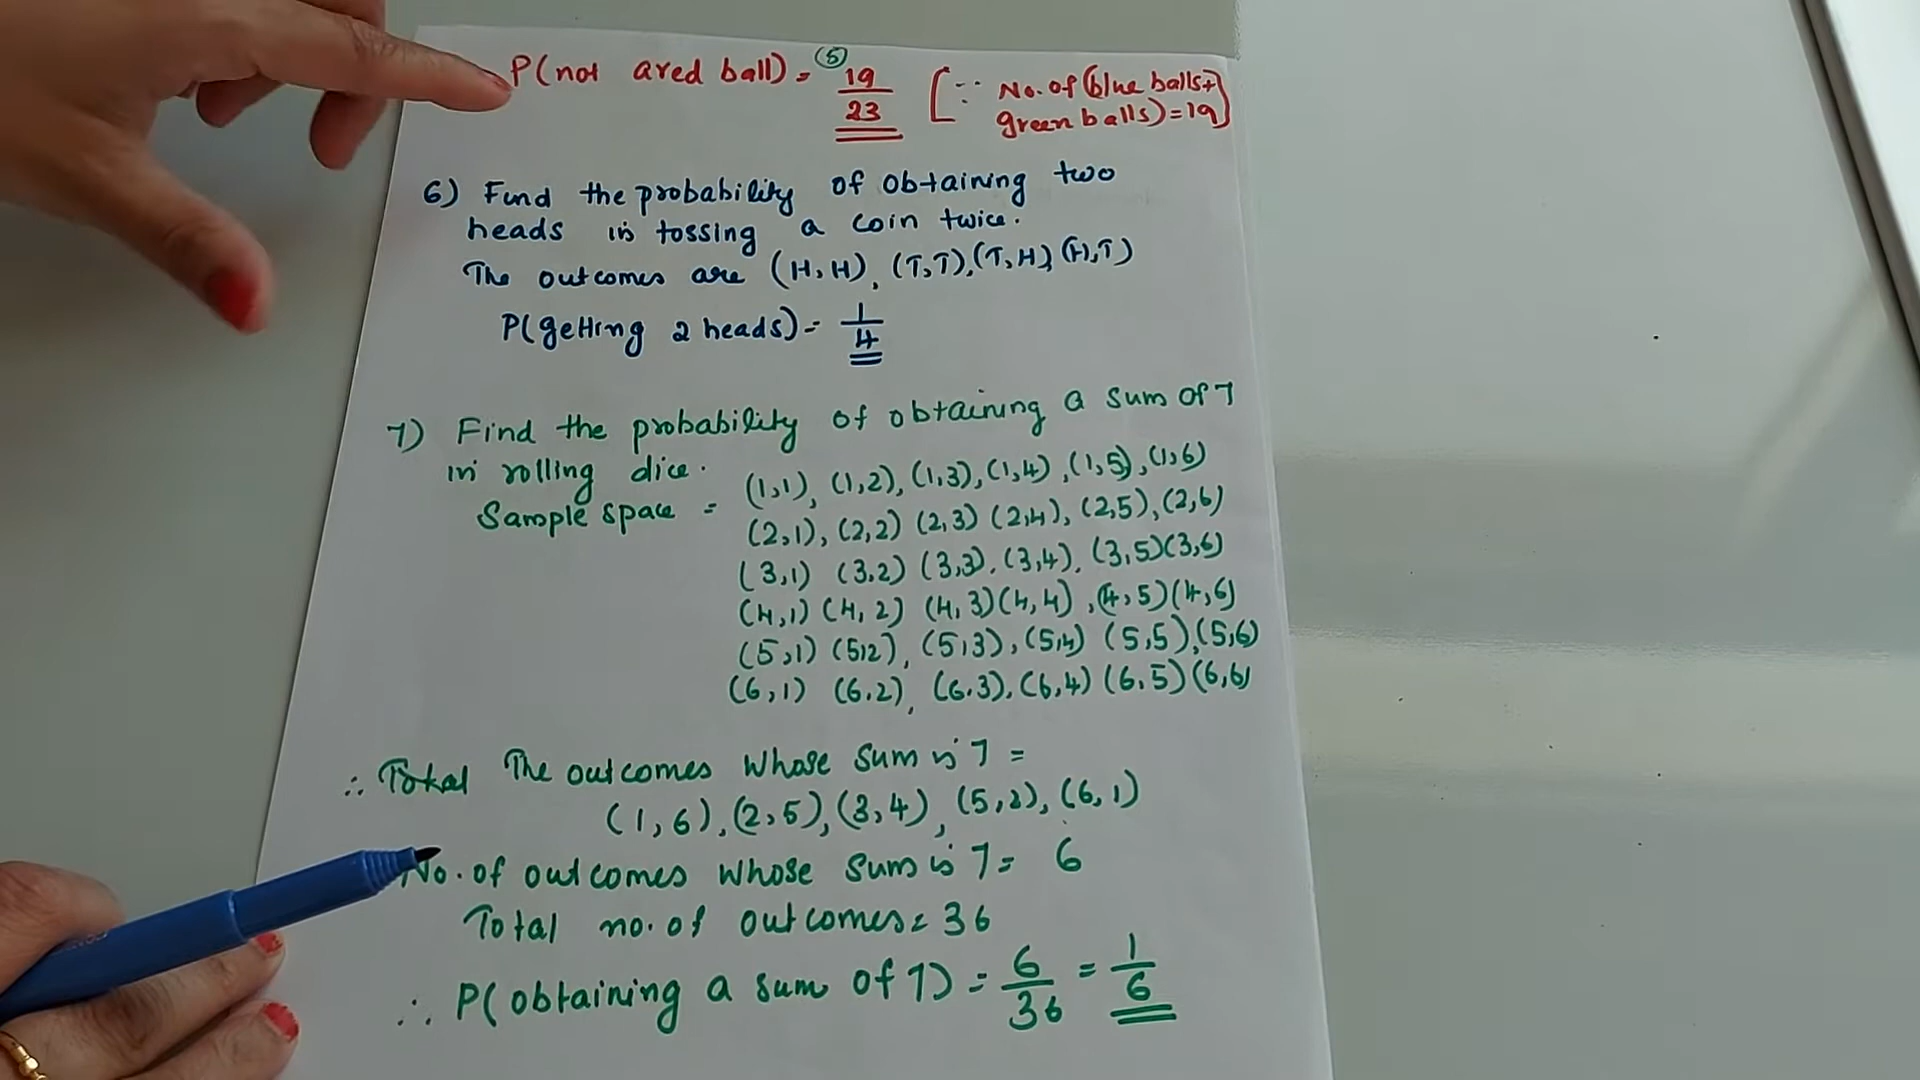 (5)
P(not a red ball) = 19/23 [∵ No. of (blue balls +
green balls) = 19]
6) Find the probability of obtaining two
heads in tossing a coin twice.
The outcomes are (H,H), (T,T), (T,H), (H,T)
P(getting 2 heads) = 1/4
7) Find the probability of obtaining a sum of 7
in rolling dice.
Sample space = (1,1), (1,2), (1,3), (1,4), (1,5), (1,6)
(2,1), (2,2) (2,3) (2,4), (2,5), (2,6)
(3,1) (3,2) (3,3), (3,4), (3,5) (3,6)
(4,1) (4,2) (4,3) (4,4), (4,5) (4,6)
(5,1) (5,2), (5,3), (5,4) (5,5), (5,6)
(6,1) (6,2), (6,3), (6,4) (6,5) (6,6)
∴ Total The outcomes whose sum is 7 =
(1,6), (2,5), (3,4), (5,2), (6,1)
No. of outcomes whose sum is 7 = 6
Total no. of outcomes = 36
∴ P(obtaining a sum of 7) = 6/36 = 1/6